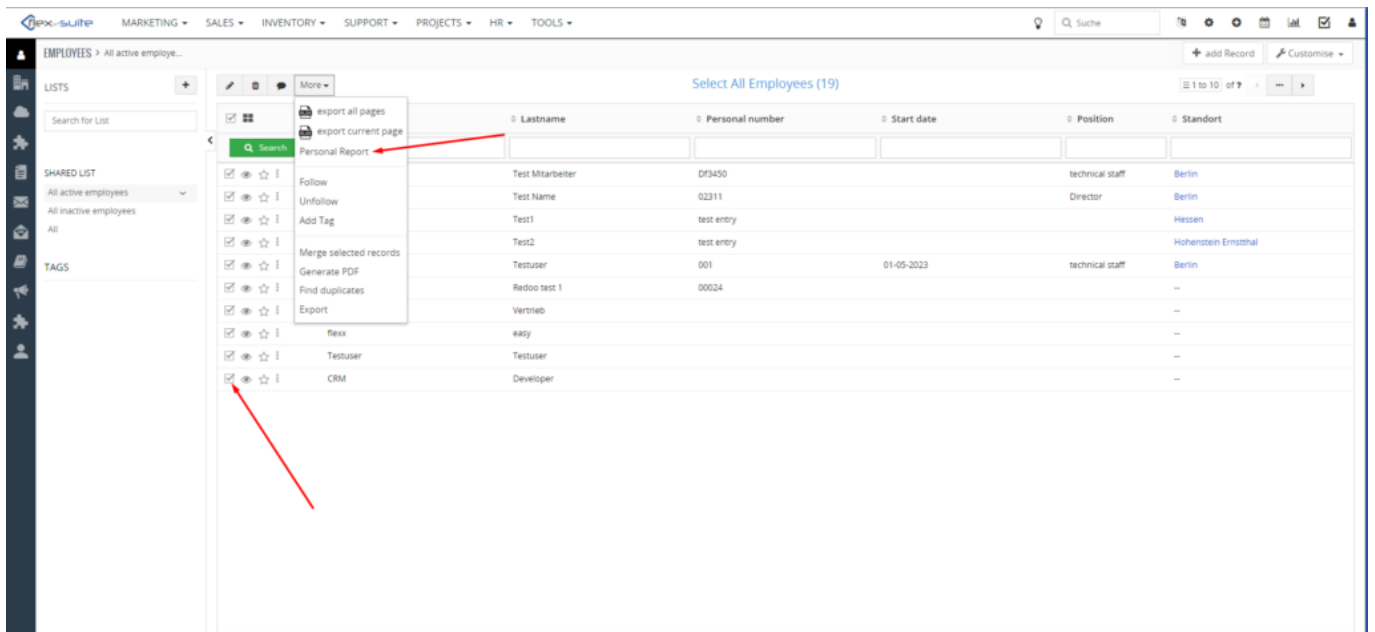 flex-suite MARKETING SALES INVENTORY SUPPORT PROJECTS HR TOOLS Suche
EMPLOYEES > All active employe... + add Record Customise
LISTS + More Select All Employees (19) 1 to 10 of ?
Search for List
export all pages
export current page
Personal Report
Follow
Unfollow
Add Tag
Merge selected records
Generate PDF
Find duplicates
Export
SHARED LIST
All active employees
All inactive employees
All
TAGS
Lastname Personal number Start date Position Standort
Search
Test Mitarbeiter Df3450 technical staff Berlin
Test Name 02311 Director Berlin
Test1 test entry Hessen
Test2 test entry Hohenstein Ernstthal
Testuser 001 01-05-2023 technical staff Berlin
Redoo test 1 00024 --
Vertrieb --
flexx easy --
Testuser Testuser --
CRM Developer --